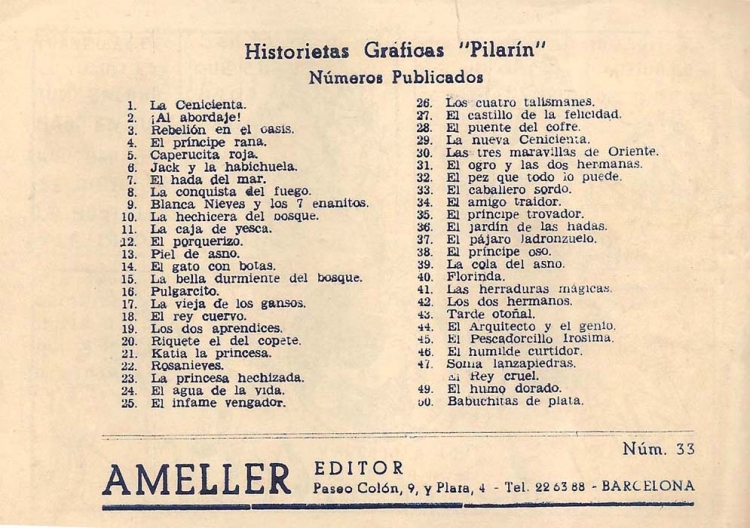 Historietas Gráficas "Pilarín"
Números Publicados
1. La Cenicienta.
2. ¡Al abordaje!
3. Rebelión en el oasis.
4. El príncipe rana.
5. Caperucita roja.
6. Jack y la habichuela.
7. El hada del mar.
8. La conquista del fuego.
9. Blanca Nieves y los 7 enanitos.
10. La hechicera del bosque.
11. La caja de yesca.
12. El porquerizo.
13. Piel de asno.
14. El gato con botas.
15. La bella durmiente del bosque.
16. Pulgarcito.
17. La vieja de los gansos.
18. El rey cuervo.
19. Los dos aprendices.
20. Riquete el del copete.
21. Katia la princesa.
22. Rosanieves.
23. La princesa hechizada.
24. El agua de la vida.
25. El infame vengador.
26. Los cuatro talismanes.
27. El castillo de la felicidad.
28. El puente del cofre.
29. La nueva Cenicienta.
30. Las tres maravillas de Oriente.
31. El ogro y las dos hermanas.
32. El pez que todo lo puede.
33. El caballero sordo.
34. El amigo traidor.
35. El príncipe trovador.
36. El jardín de las hadas.
37. El pájaro ladronzuelo.
38. El príncipe oso.
39. La cola del asno.
40. Florinda.
41. Las herraduras mágicas.
42. Los dos hermanos.
43. Tarde otoñal.
44. El Arquitecto y el genio.
45. El Pescadorcillo Irosima.
46. El humilde curtidor.
47. Sonia lanzapiedras.
El Rey cruel.
49. El humo dorado.
50. Babuchitas de plata.
Núm. 33
AMELLER EDITOR
Paseo Colón, 9, y Plata, 4 - Tel. 22 63 88 - BARCELONA